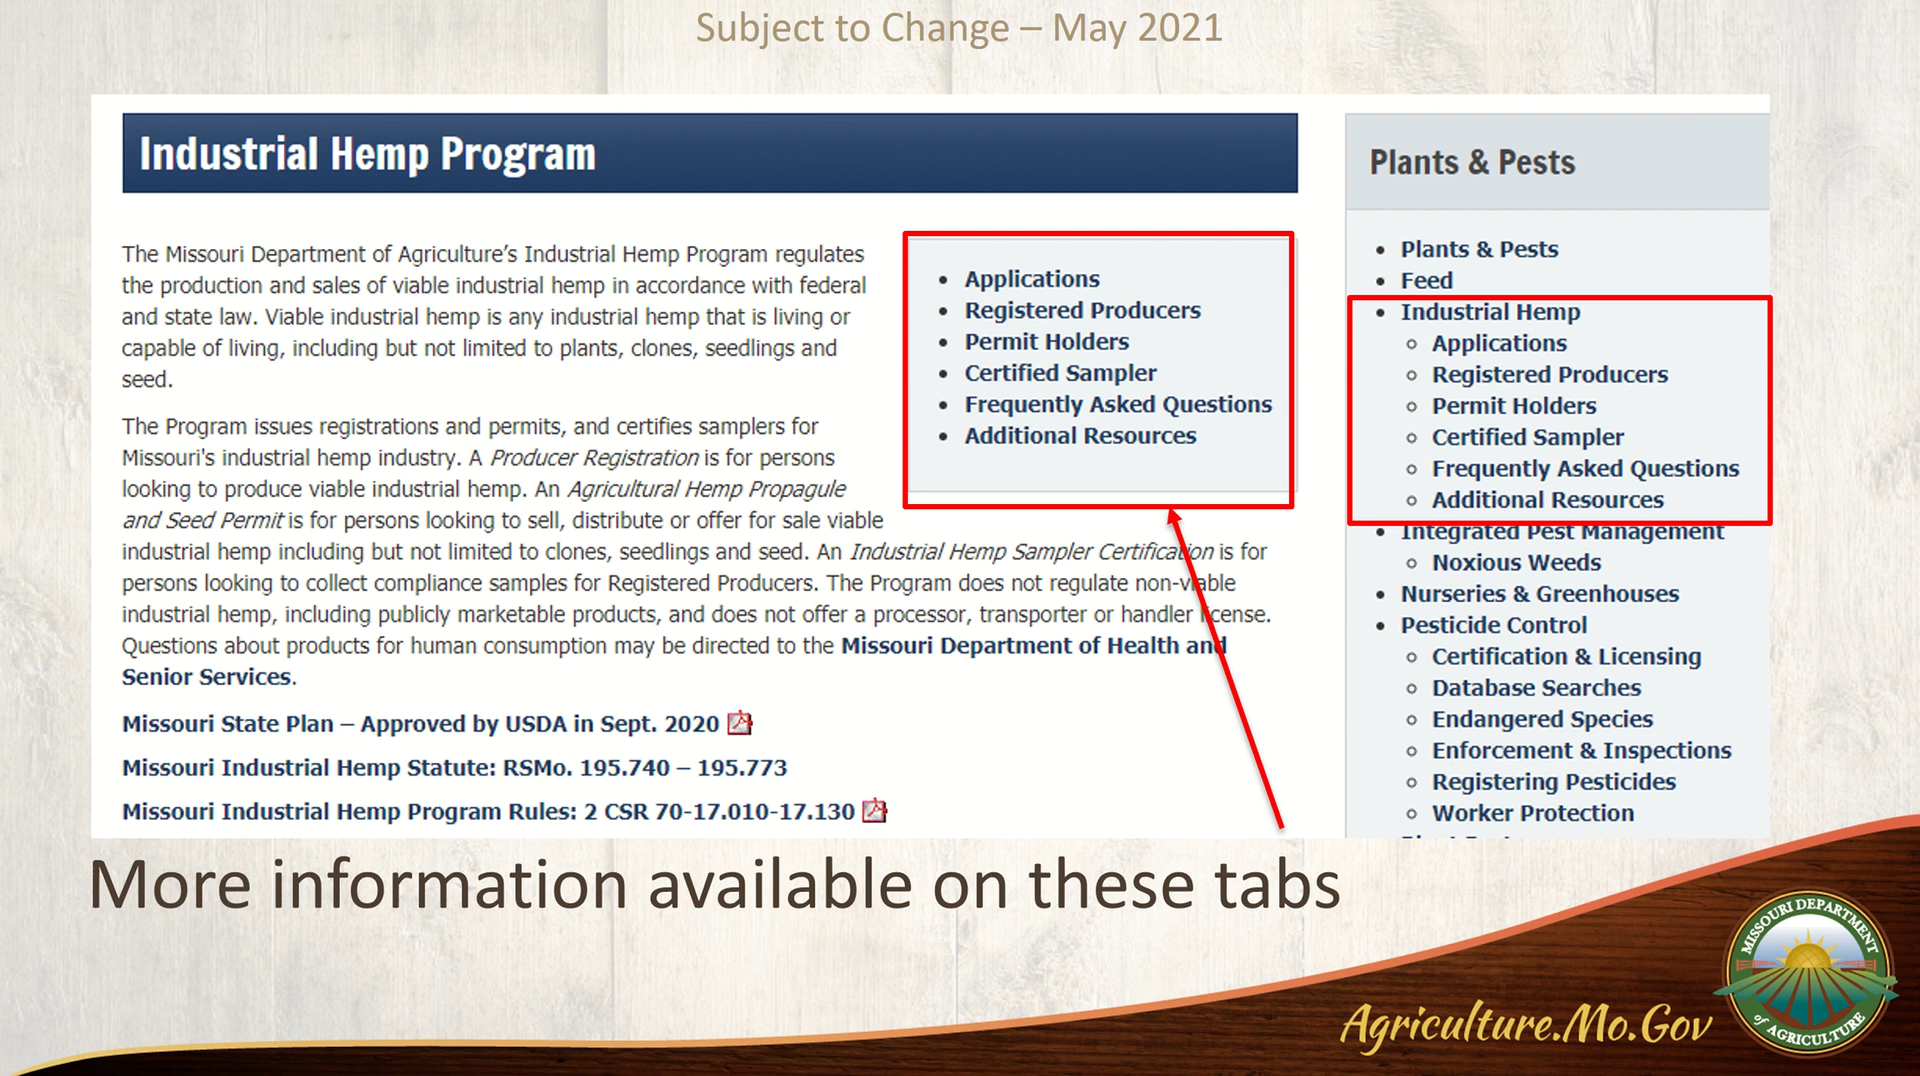 Subject to Change – May 2021
Industrial Hemp Program
The Missouri Department of Agriculture’s Industrial Hemp Program regulates
the production and sales of viable industrial hemp in accordance with federal
and state law. Viable industrial hemp is any industrial hemp that is living or
capable of living, including but not limited to plants, clones, seedlings and
seed.
The Program issues registrations and permits, and certifies samplers for
Missouri's industrial hemp industry. A Producer Registration is for persons
looking to produce viable industrial hemp. An Agricultural Hemp Propagule
and Seed Permit is for persons looking to sell, distribute or offer for sale viable
industrial hemp including but not limited to clones, seedlings and seed. An Industrial Hemp Sampler Certification is for
persons looking to collect compliance samples for Registered Producers. The Program does not regulate non-viable
industrial hemp, including publicly marketable products, and does not offer a processor, transporter or handler license.
Questions about products for human consumption may be directed to the Missouri Department of Health and
Senior Services.
Missouri State Plan – Approved by USDA in Sept. 2020
Missouri Industrial Hemp Statute: RSMo. 195.740 – 195.773
Missouri Industrial Hemp Program Rules: 2 CSR 70-17.010-17.130
Applications
Registered Producers
Permit Holders
Certified Sampler
Frequently Asked Questions
Additional Resources
Plants & Pests
Plants & Pests
Feed
Industrial Hemp
Applications
Registered Producers
Permit Holders
Certified Sampler
Frequently Asked Questions
Additional Resources
Integrated Pest Management
Noxious Weeds
Nurseries & Greenhouses
Pesticide Control
Certification & Licensing
Database Searches
Endangered Species
Enforcement & Inspections
Registering Pesticides
Worker Protection
More information available on these tabs
Agriculture.Mo.Gov
MISSOURI DEPARTMENT
of AGRICULTURE